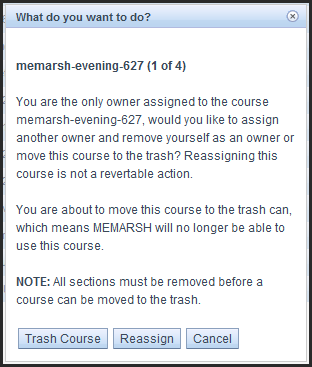 What do you want to do?
memarsh-evening-627 (1 of 4)
You are the only owner assigned to the course
memarsh-evening-627, would you like to assign
another owner and remove yourself as an owner or
move this course to the trash? Reassigning this
course is not a revertable action.
You are about to move this course to the trash can,
which means MEMARSH will no longer be able to
use this course.
NOTE: All sections must be removed before a
course can be moved to the trash.
Trash Course Reassign Cancel